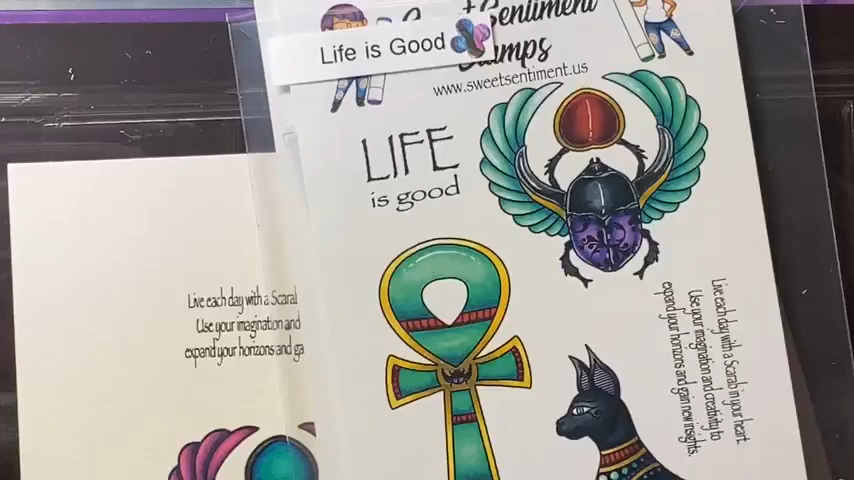 Sentiment
Life is Good
Stamps
www.sweetsentiment.us
LIFE
is good
Live each day with a Scarab in your heart.
Use your imagination and creativity to
expand your horizons and gain new insights.
Live each day with a Scarab
Use your imagination and
expand your horizons and ga